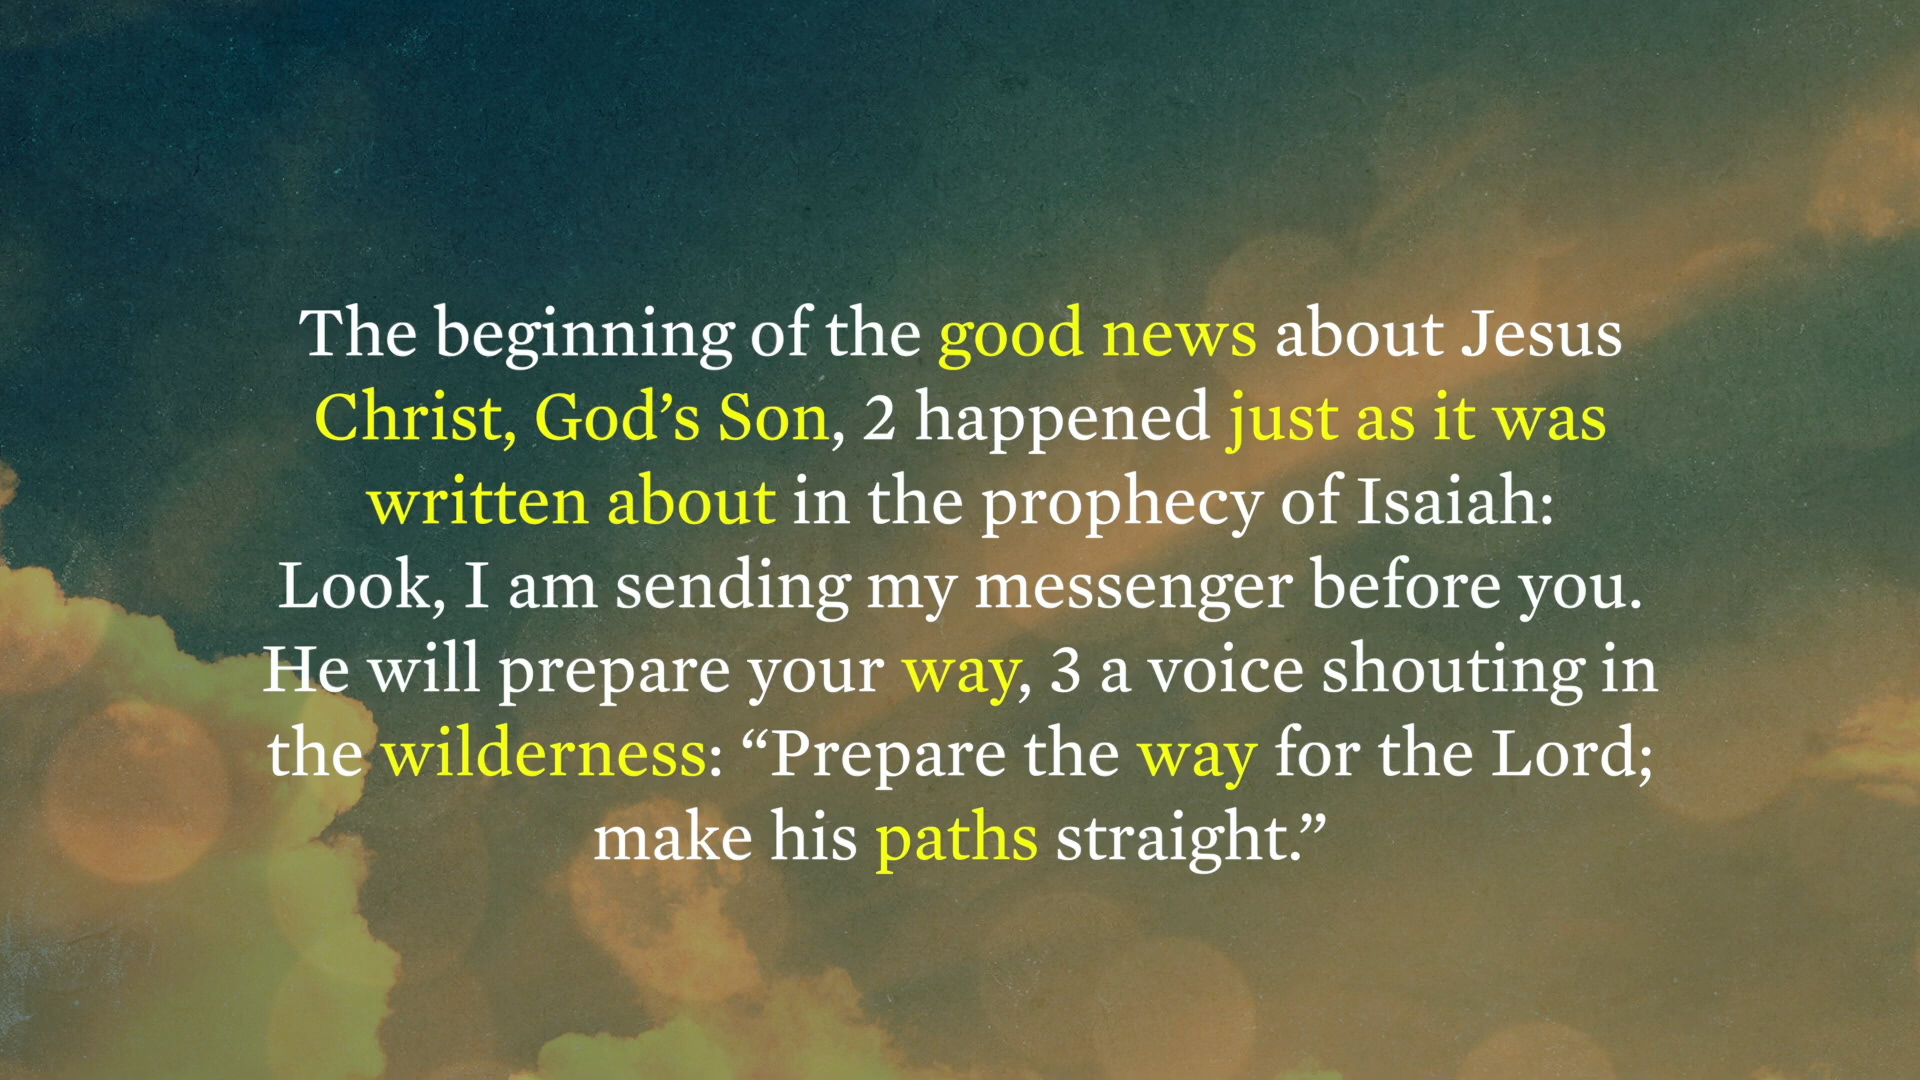 The beginning of the good news about Jesus
Christ, God’s Son, 2 happened just as it was
written about in the prophecy of Isaiah:
Look, I am sending my messenger before you.
He will prepare your way, 3 a voice shouting in
the wilderness: “Prepare the way for the Lord;
make his paths straight.”